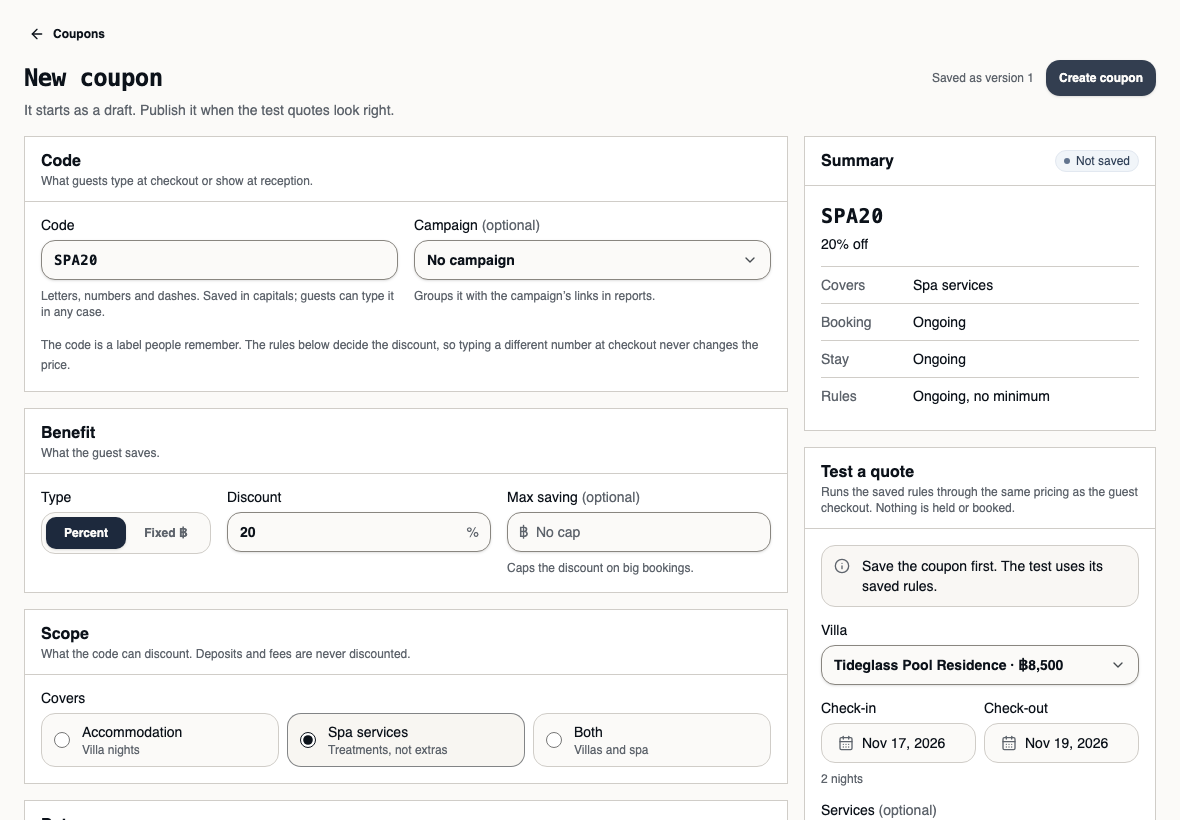 Coupons
New coupon
Saved as version 1
Create coupon
It starts as a draft. Publish it when the test quotes look right.
Code
What guests type at checkout or show at reception.
Code
SPA20
Letters, numbers and dashes. Saved in capitals; guests can type it
in any case.
Campaign (optional)
No campaign
Groups it with the campaign's links in reports.
The code is a label people remember. The rules below decide the discount, so typing a different number at checkout never changes the
price.
Benefit
What the guest saves.
Type
Percent
Fixed ฿
Discount
20
%
Max saving (optional)
฿ No cap
Caps the discount on big bookings.
Scope
What the code can discount. Deposits and fees are never discounted.
Covers
Accommodation
Villa nights
Spa services
Treatments, not extras
Both
Villas and spa
Summary
Not saved
SPA20
20% off
Covers Spa services
Booking Ongoing
Stay Ongoing
Rules Ongoing, no minimum
Test a quote
Runs the saved rules through the same pricing as the guest
checkout. Nothing is held or booked.
Save the coupon first. The test uses its
saved rules.
Villa
Tideglass Pool Residence · ฿8,500
Check-in
Nov 17, 2026
Check-out
Nov 19, 2026
2 nights
Services (optional)